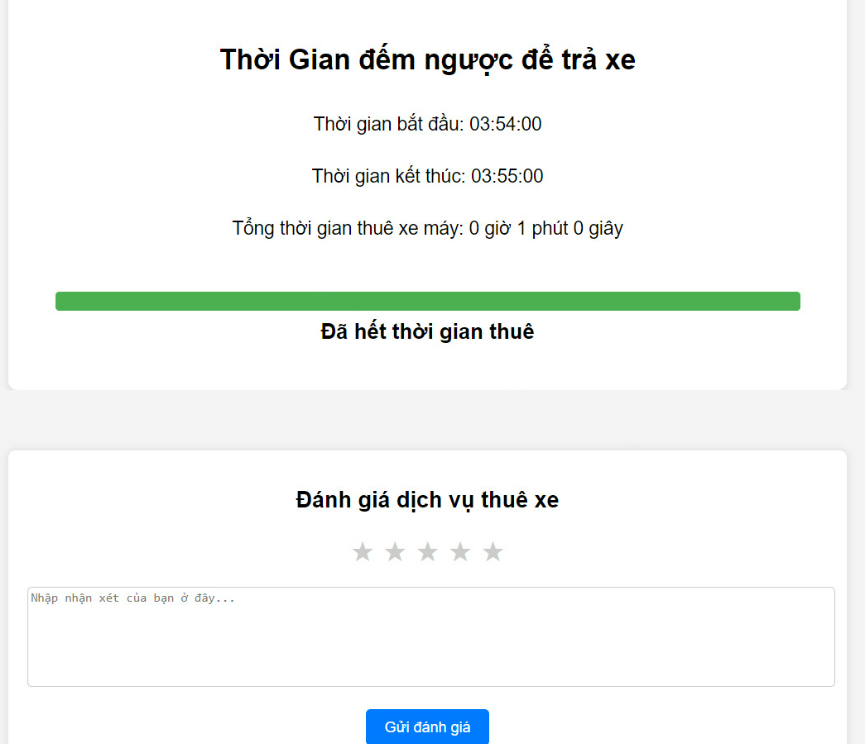 Thời Gian đếm ngược để trả xe
Thời gian bắt đầu: 03:54:00
Thời gian kết thúc: 03:55:00
Tổng thời gian thuê xe máy: 0 giờ 1 phút 0 giây
Đã hết thời gian thuê
Đánh giá dịch vụ thuê xe
★ ★ ★ ★ ★
Nhập nhận xét của bạn ở đây...
Gửi đánh giá